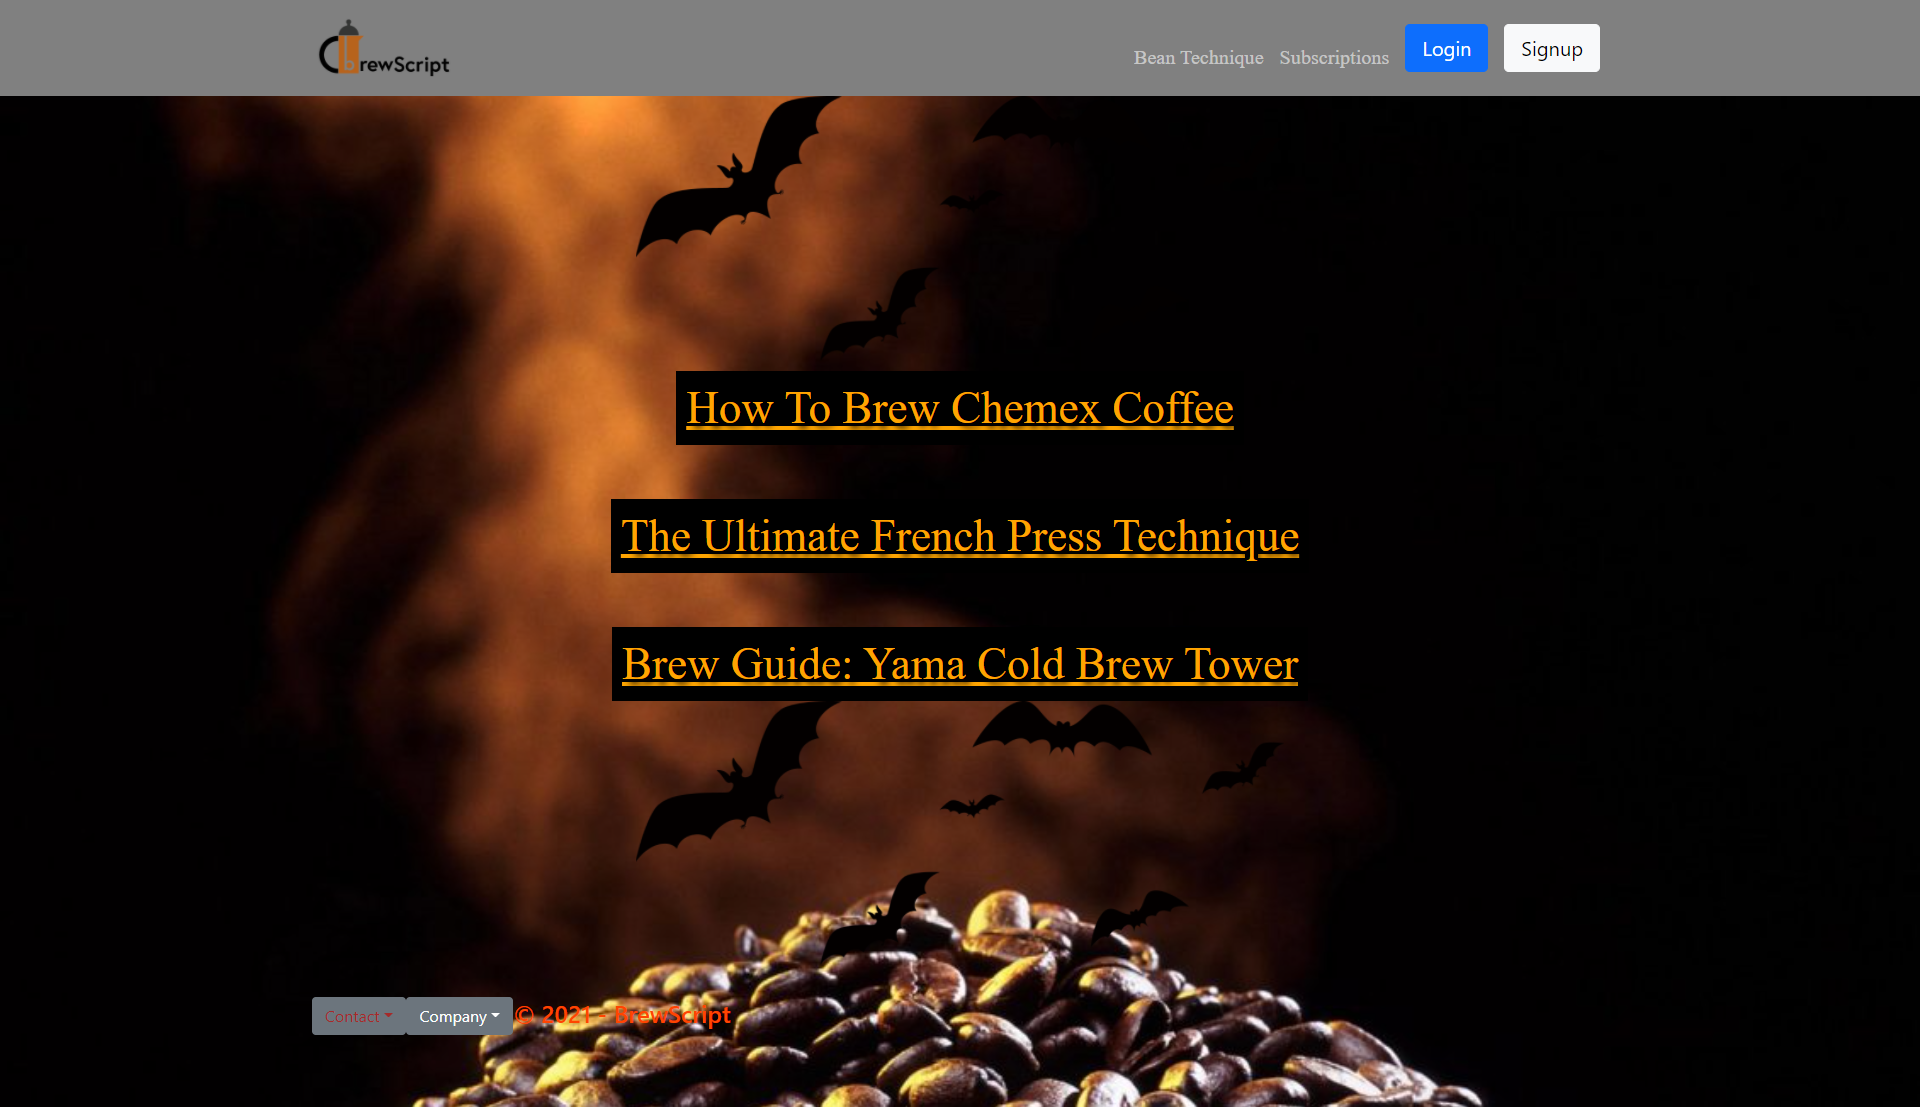 brewScript
Bean Technique Subscriptions Login Signup
How To Brew Chemex Coffee
The Ultimate French Press Technique
Brew Guide: Yama Cold Brew Tower
Contact Company © 2021 - BrewScript